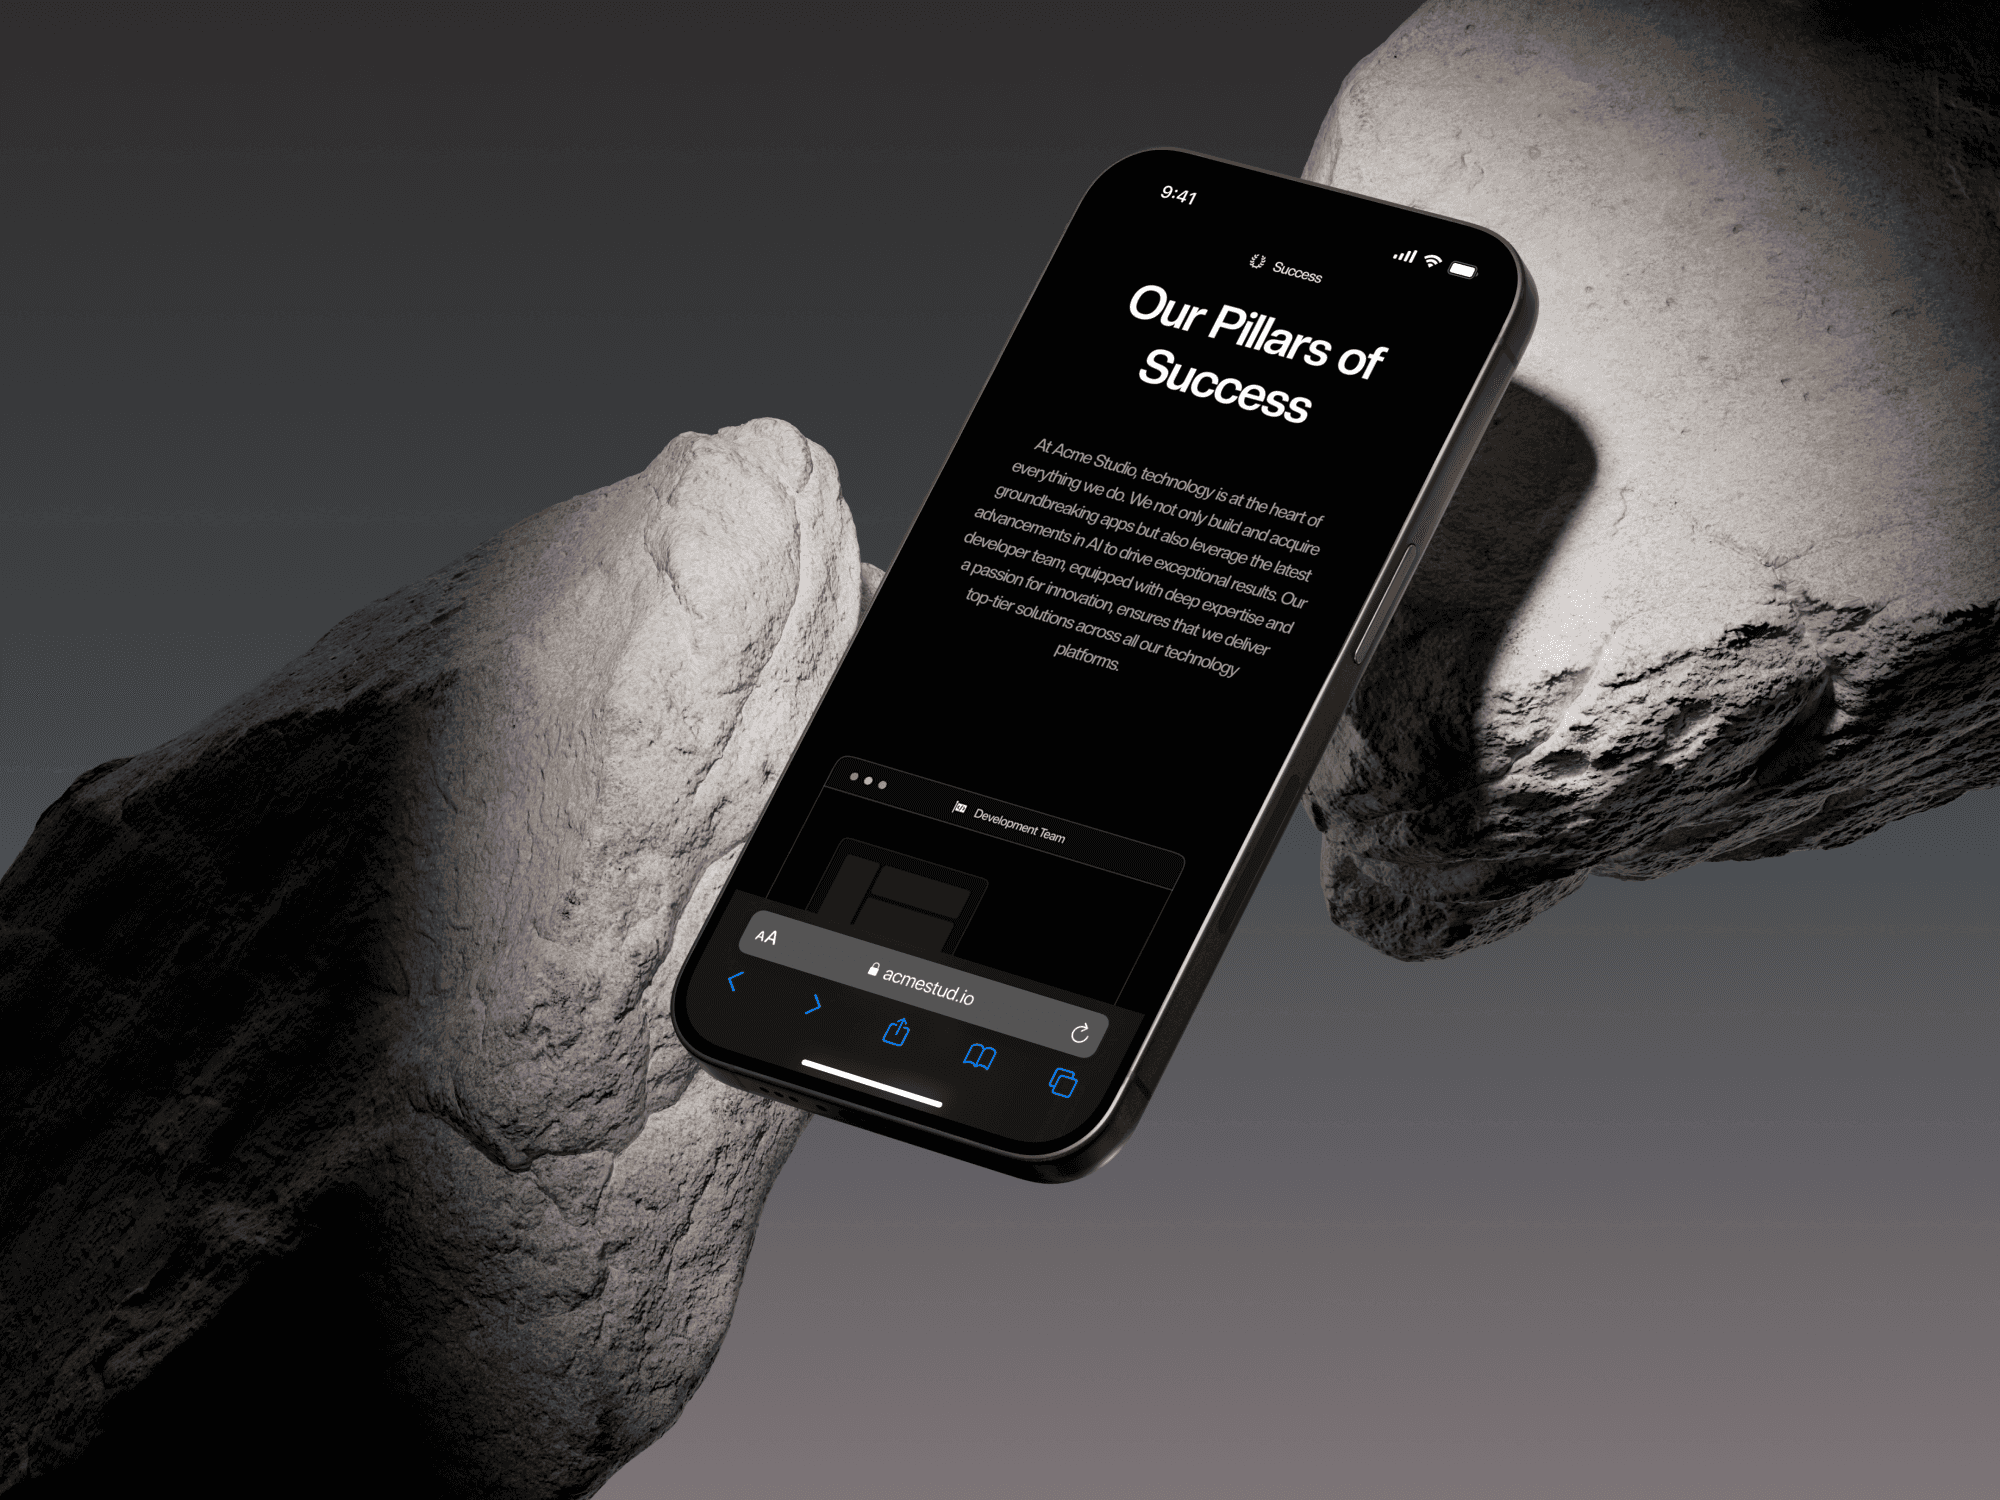 9:41
Success
Our Pillars of
Success
At Acme Studio, technology is at the heart of
everything we do. We not only build and acquire
groundbreaking apps but also leverage the latest
advancements in AI to drive exceptional results. Our
developer team, equipped with deep expertise and
a passion for innovation, ensures that we deliver
top-tier solutions across all our technology
platforms.
Development Team
AA
acmestud.io